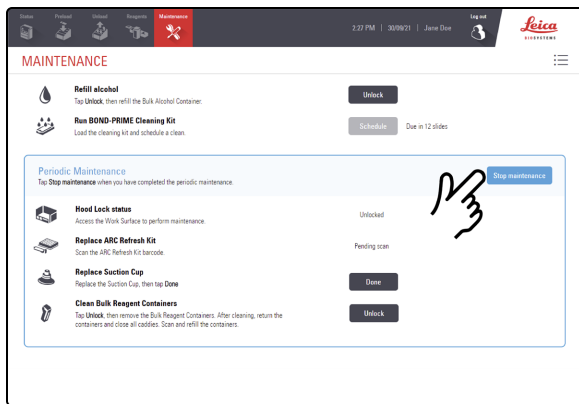 Status Preload Unload Reagents Maintenance
2:27 PM | 30/09/21 | Jane Doe
Log out
Leica
BIOSYSTEMS
MAINTENANCE
Refill alcohol
Tap Unlock, then refill the Bulk Alcohol Container.
Unlock
Run BOND-PRIME Cleaning Kit
Load the cleaning kit and schedule a clean.
Schedule
Due in 12 slides
Periodic Maintenance
Tap Stop maintenance when you have completed the periodic maintenance.
Stop maintenance
Hood Lock status
Access the Work Surface to perform maintenance.
Unlocked
Replace ARC Refresh Kit
Scan the ARC Refresh Kit barcode.
Pending scan
Replace Suction Cup
Replace the Suction Cup, then tap Done
Done
Clean Bulk Reagent Containers
Tap Unlock, then remove the Bulk Reagent Containers. After cleaning, return the
containers and close all caddies. Scan and refill the containers.
Unlock